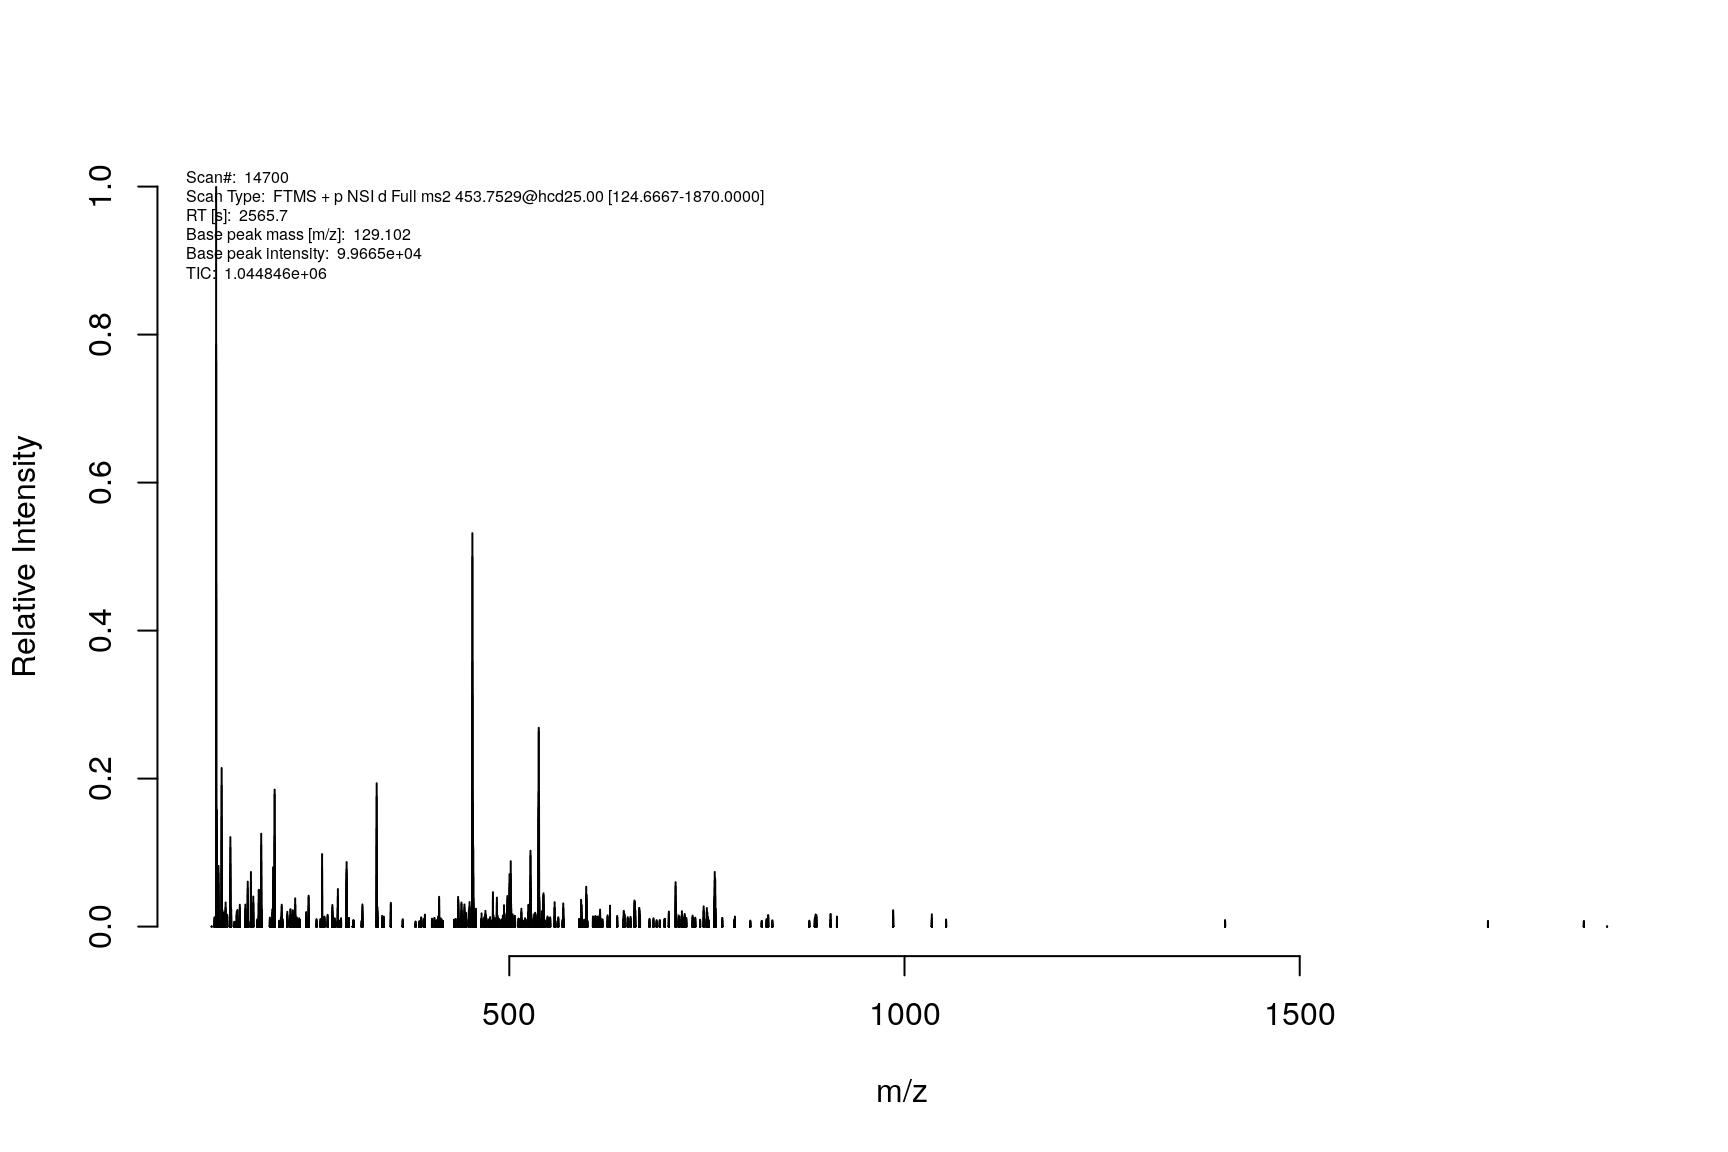 Scan#: 14700
Scan Type: FTMS + p NSI d Full ms2 453.7529@hcd25.00 [124.6667-1870.0000]
RT [s]: 2565.7
Base peak mass [m/z]: 129.102
Base peak intensity: 9.9665e+04
TIC: 1.044846e+06
1.0
0.8
0.6
0.4
0.2
0.0
Relative Intensity
500 1000 1500
m/z